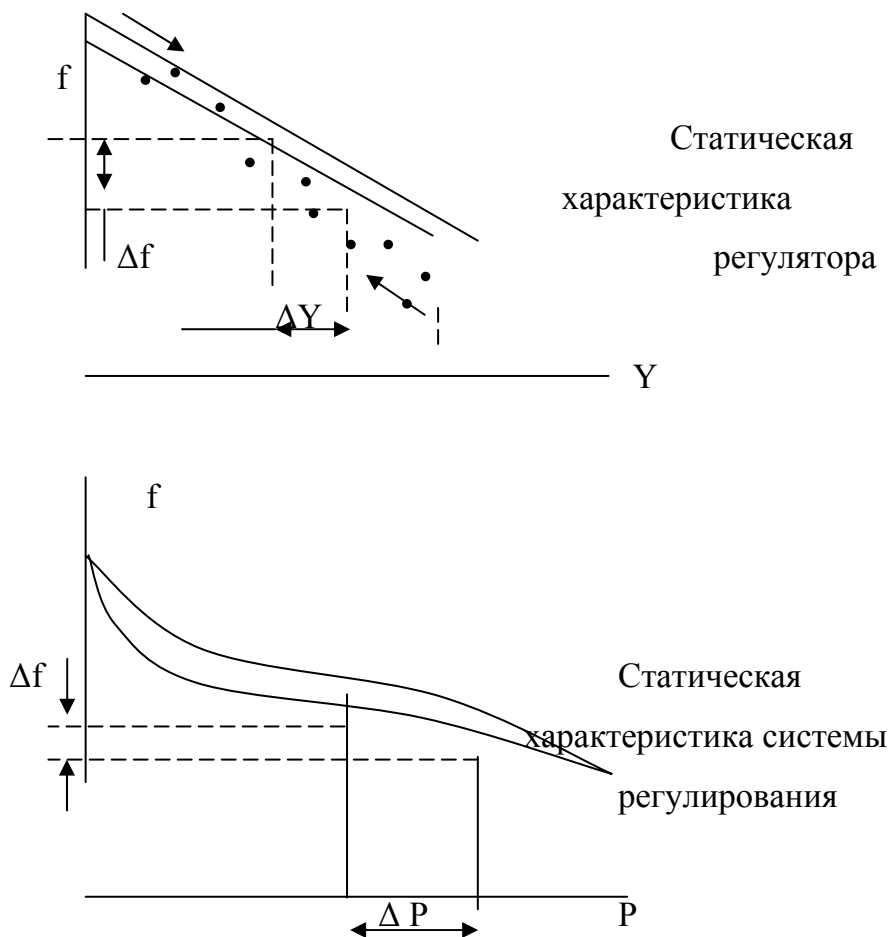 f
Статическая
характеристика
регулятора
Δf
ΔY
Y
f
Δf
Статическая
характеристика системы
регулирования
Δ P
P